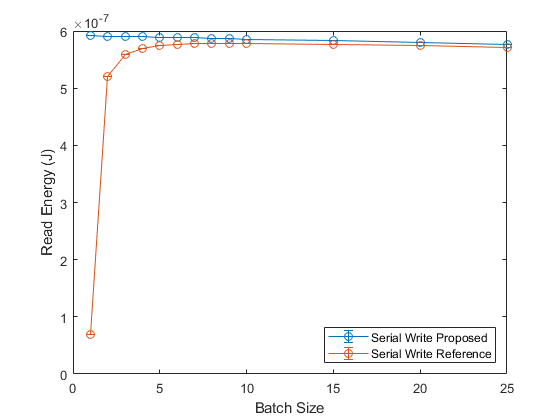 ×10⁻⁷
6
5
4
3
2
1
0
Read Energy (J)
0 5 10 15 20 25
Batch Size
Serial Write Proposed
Serial Write Reference